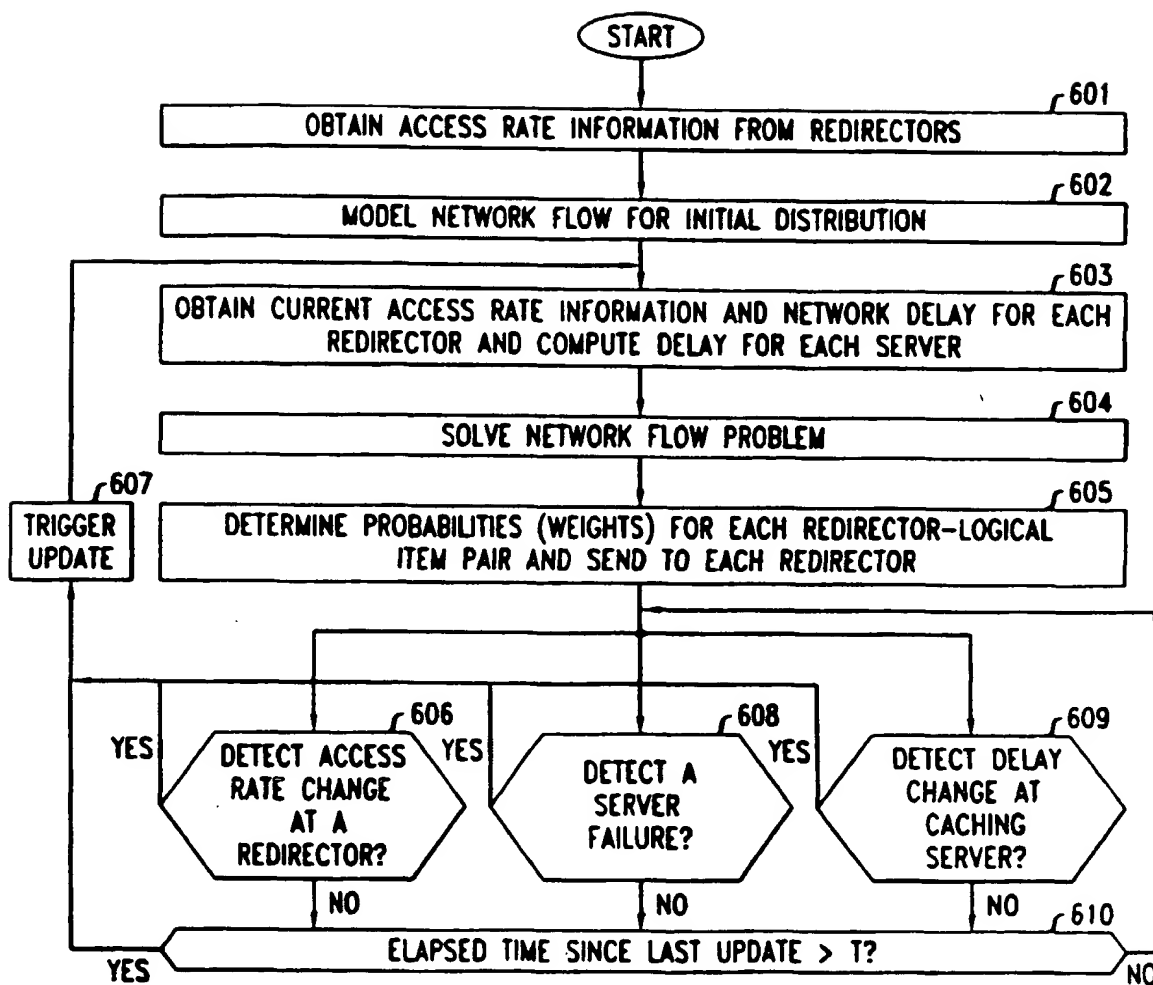 START
601
OBTAIN ACCESS RATE INFORMATION FROM REDIRECTORS
602
MODEL NETWORK FLOW FOR INITIAL DISTRIBUTION
603
OBTAIN CURRENT ACCESS RATE INFORMATION AND NETWORK DELAY FOR EACH
REDIRECTOR AND COMPUTE DELAY FOR EACH SERVER
604
SOLVE NETWORK FLOW PROBLEM
607
TRIGGER
UPDATE
605
DETERMINE PROBABILITIES (WEIGHTS) FOR EACH REDIRECTOR-LOGICAL
ITEM PAIR AND SEND TO EACH REDIRECTOR
606
YES
DETECT ACCESS
RATE CHANGE
AT A
REDIRECTOR?
NO
608
YES
DETECT A
SERVER
FAILURE?
NO
609
YES
DETECT DELAY
CHANGE AT
CACHING
SERVER?
NO
610
ELAPSED TIME SINCE LAST UPDATE > T?
YES
NO